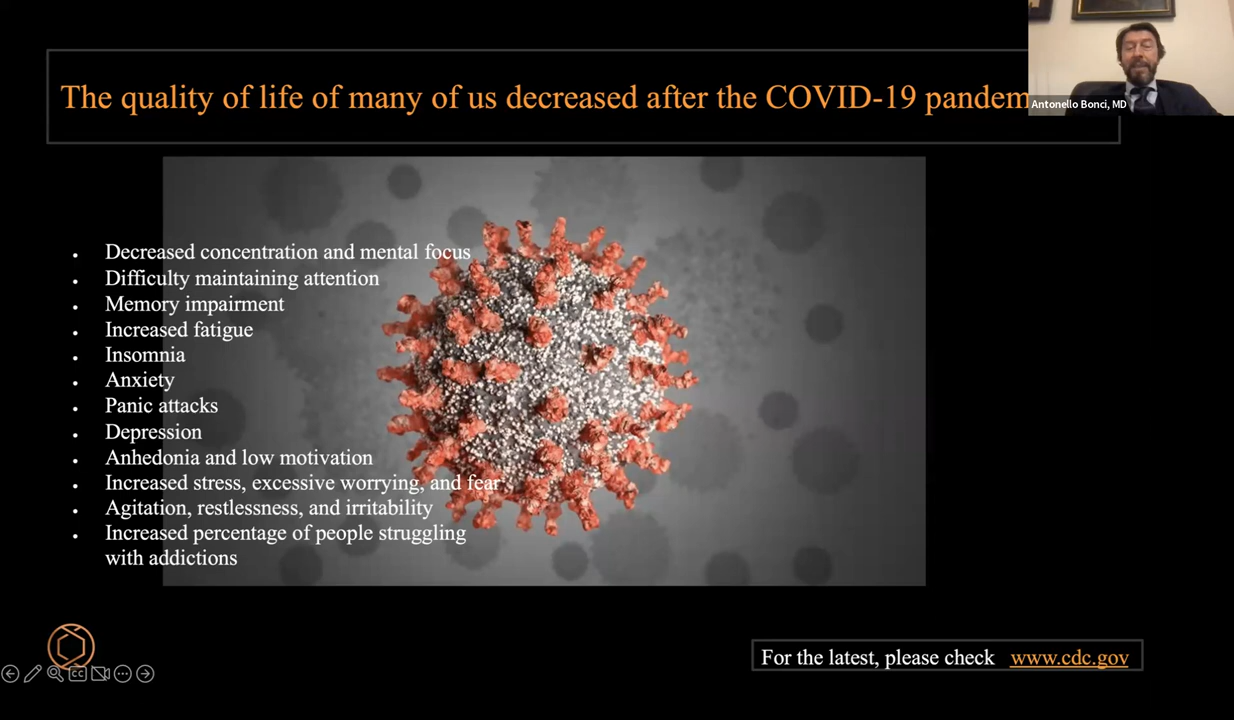 The quality of life of many of us decreased after the COVID-19 pandem
Antonello Bonci, MD
Decreased concentration and mental focus
Difficulty maintaining attention
Memory impairment
Increased fatigue
Insomnia
Anxiety
Panic attacks
Depression
Anhedonia and low motivation
Increased stress, excessive worrying, and fear
Agitation, restlessness, and irritability
Increased percentage of people struggling
with addictions
CC
For the latest, please check www.cdc.gov